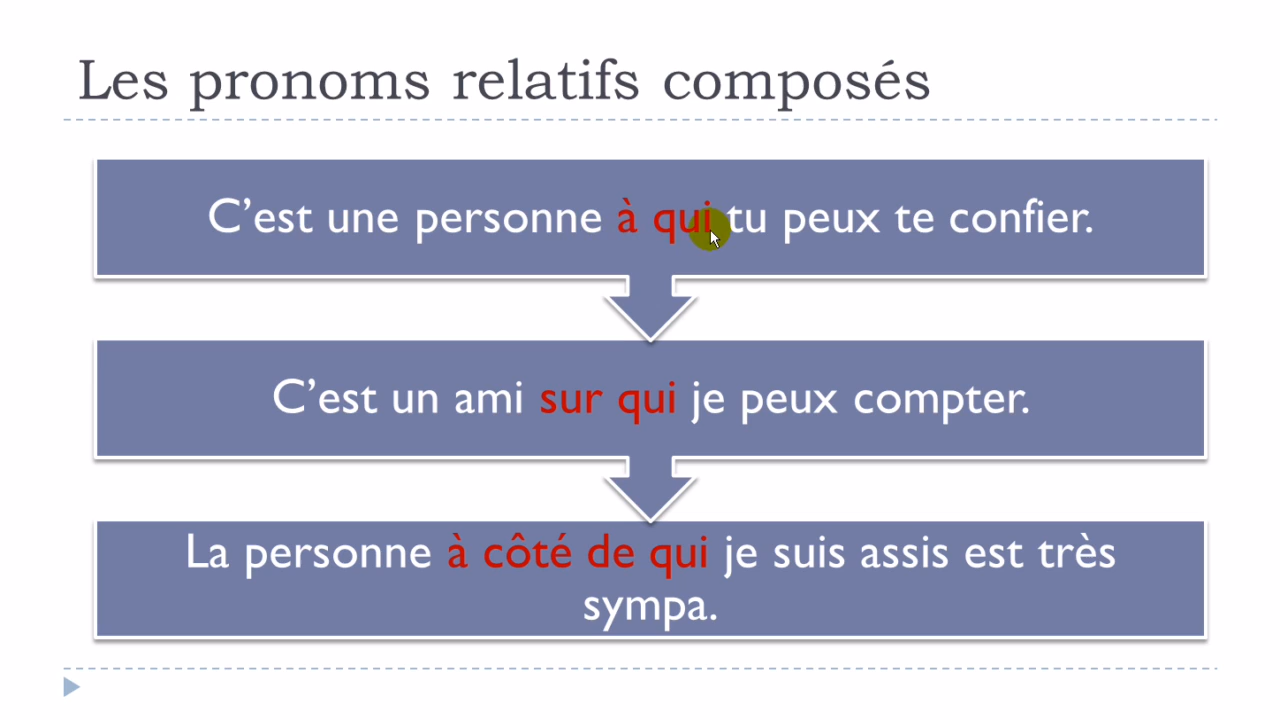 Les pronoms relatifs composés
C’est une personne à qui tu peux te confier.
C’est un ami sur qui je peux compter.
La personne à côté de qui je suis assis est très
sympa.